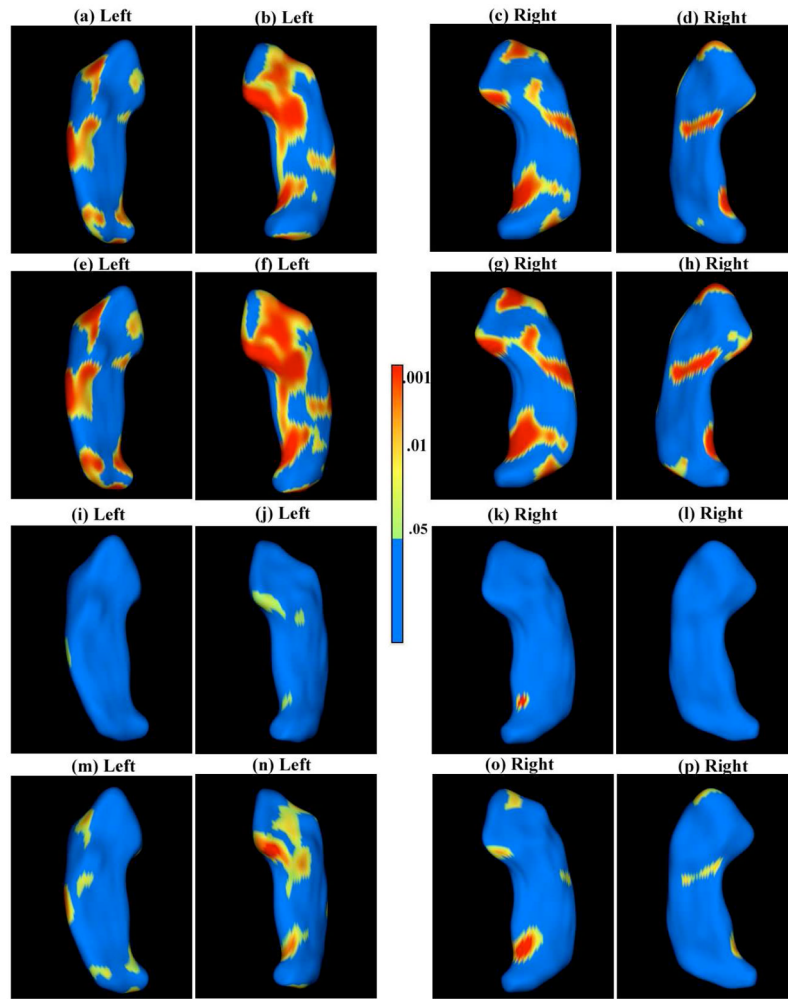 (a) Left (b) Left (c) Right (d) Right
(e) Left (f) Left (g) Right (h) Right
.001
.01
.05
(i) Left (j) Left (k) Right (l) Right
(m) Left (n) Left (o) Right (p) Right